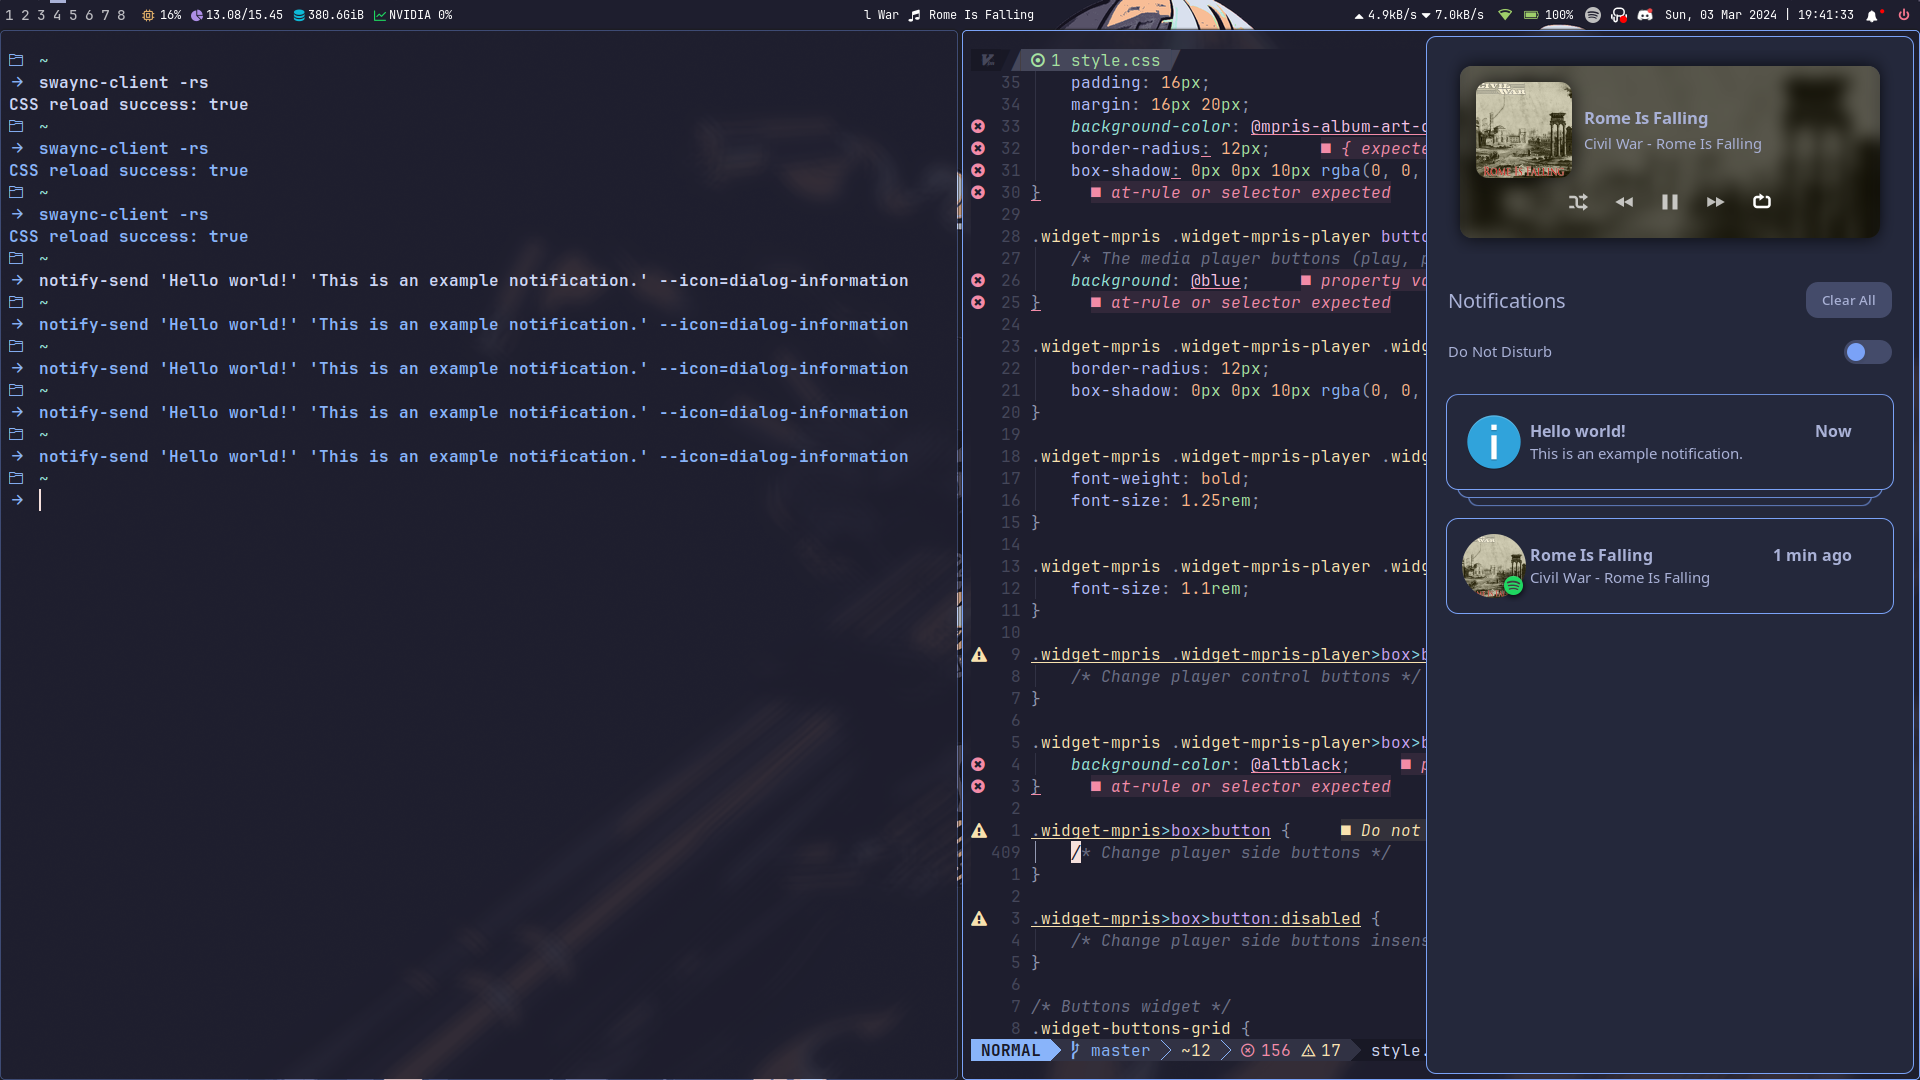 1 2 3 4 5 6 7 8 16% 13.08/15.45 380.6GiB NVIDIA 0%
l War Rome Is Falling
4.9kB/s 7.0kB/s 100% Sun, 03 Mar 2024 | 19:41:33
~
→ swaync-client -rs
CSS reload success: true
~
→ swaync-client -rs
CSS reload success: true
~
→ swaync-client -rs
CSS reload success: true
~
→ notify-send 'Hello world!' 'This is an example notification.' --icon=dialog-information
~
→ notify-send 'Hello world!' 'This is an example notification.' --icon=dialog-information
~
→ notify-send 'Hello world!' 'This is an example notification.' --icon=dialog-information
~
→ notify-send 'Hello world!' 'This is an example notification.' --icon=dialog-information
~
→ notify-send 'Hello world!' 'This is an example notification.' --icon=dialog-information
~
→
1 style.css
35 padding: 16px;
34 margin: 16px 20px;
33 background-color: @mpris-album-art-
32 border-radius: 12px; ■ { expecte
31 box-shadow: 0px 0px 10px rgba(0, 0,
30 } ■ at-rule or selector expected
29
28 .widget-mpris .widget-mpris-player butto
27 /* The media player buttons (play, p
26 background: @blue; ■ property va
25 } ■ at-rule or selector expected
24
23 .widget-mpris .widget-mpris-player .widg
22 border-radius: 12px;
21 box-shadow: 0px 0px 10px rgba(0, 0,
20 }
19
18 .widget-mpris .widget-mpris-player .widg
17 font-weight: bold;
16 font-size: 1.25rem;
15 }
14
13 .widget-mpris .widget-mpris-player .widg
12 font-size: 1.1rem;
11 }
10
9 .widget-mpris .widget-mpris-player>box>b
8 /* Change player control buttons */
7 }
6
5 .widget-mpris .widget-mpris-player>box>b
4 background-color: @altblack; ■ p
3 } ■ at-rule or selector expected
2
1 .widget-mpris>box>button { ■ Do not
409 /* Change player side buttons */
1 }
2
3 .widget-mpris>box>button:disabled {
4 /* Change player side buttons insens
5 }
6
7 /* Buttons widget */
8 .widget-buttons-grid {
NORMAL master ~12 156 17 style.
CIVIL WAR
ROME IS FALLING
Rome Is Falling
Civil War - Rome Is Falling
Notifications
Clear All
Do Not Disturb
Hello world! Now
This is an example notification.
Rome Is Falling 1 min ago
Civil War - Rome Is Falling